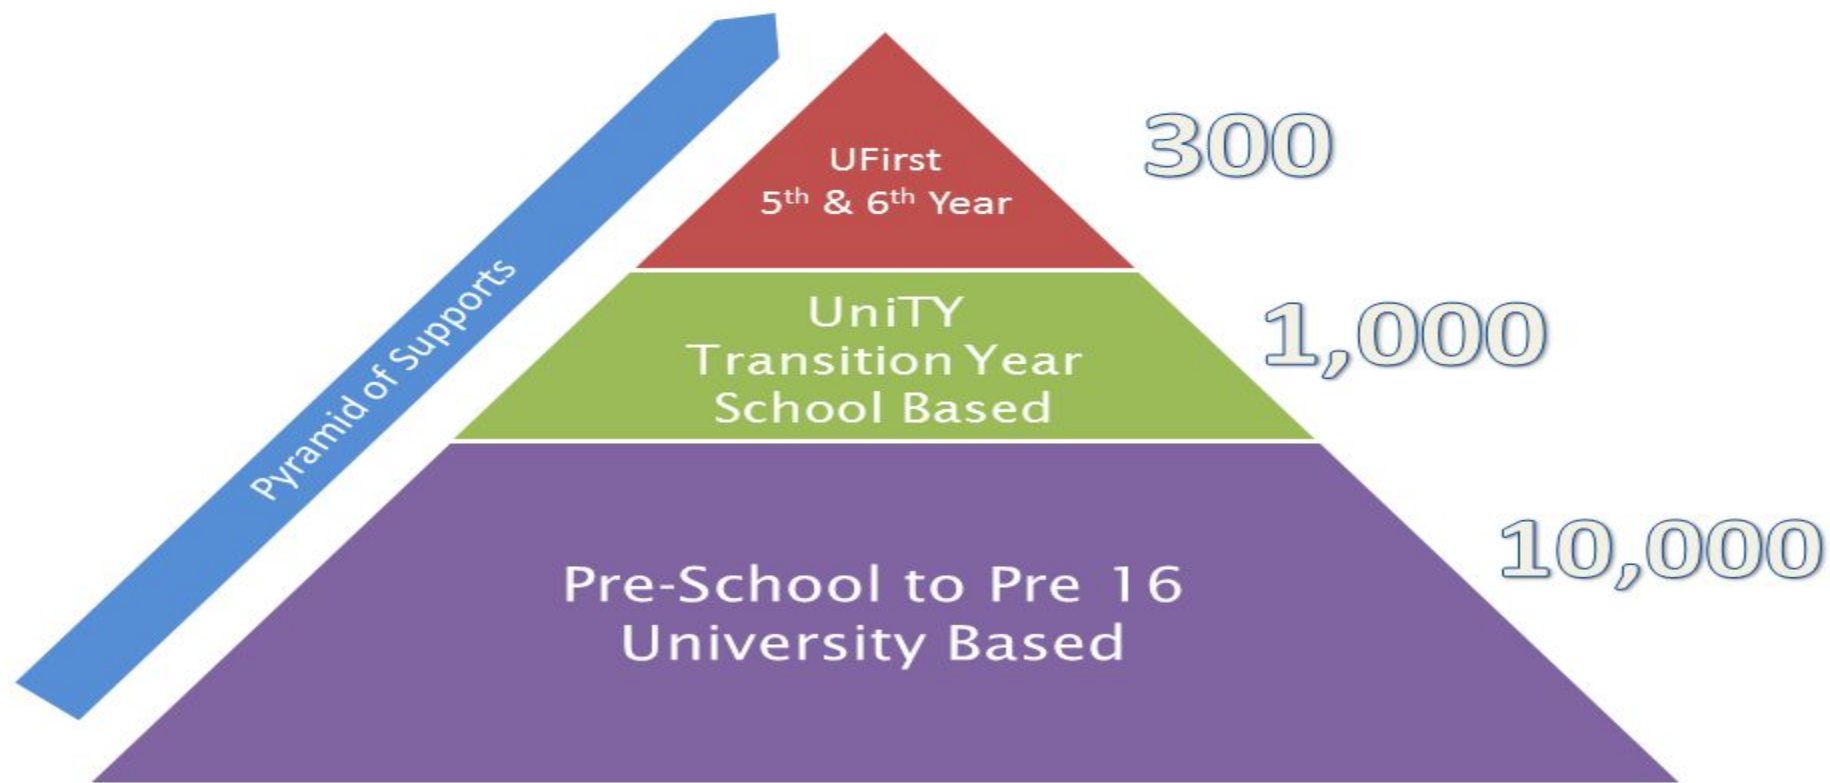 UFirst
5th & 6th Year
300
UniTY
Transition Year
School Based
1,000
Pyramid of Supports
Pre-School to Pre 16
University Based
10,000